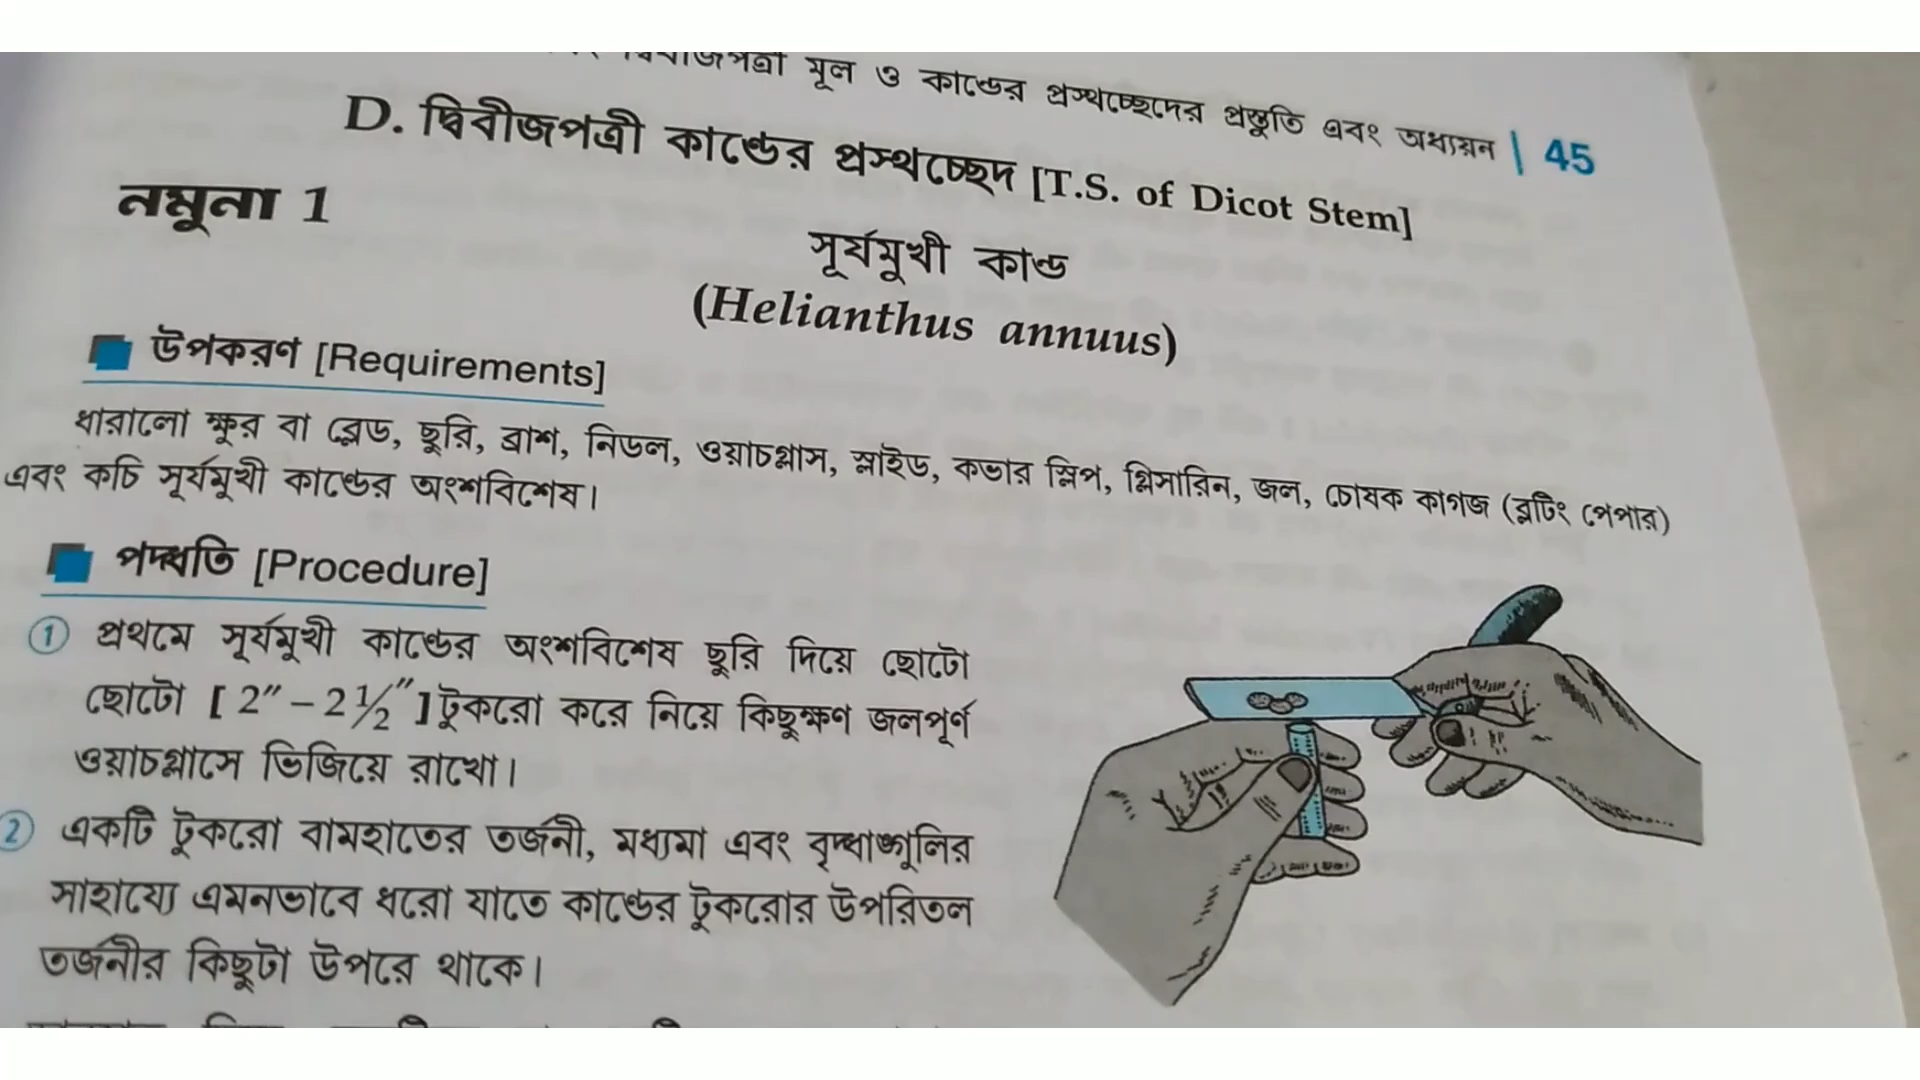 দ্বিবীজপত্রী মূল ও কাণ্ডের প্রস্থচ্ছেদের প্রস্তুতি এবং অধ্যয়ন | 45
D. দ্বিবীজপত্রী কাণ্ডের প্রস্থচ্ছেদ [T.S. of Dicot Stem]
নমুনা 1
সূর্যমুখী কাণ্ড
(Helianthus annuus)
উপকরণ [Requirements]
ধারালো ক্ষুর বা ব্লেড, ছুরি, ব্রাশ, নিডল, ওয়াচগ্লাস, স্লাইড, কভার স্লিপ, গ্লিসারিন, জল, চোষক কাগজ (ব্লটিং পেপার)
এবং কচি সূর্যমুখী কাণ্ডের অংশবিশেষ।
পদ্ধতি [Procedure]
① প্রথমে সূর্যমুখী কাণ্ডের অংশবিশেষ ছুরি দিয়ে ছোটো
ছোটো [ 2″ – 2½″ ] টুকরো করে নিয়ে কিছুক্ষণ জলপূর্ণ
ওয়াচগ্লাসে ভিজিয়ে রাখো।
② একটি টুকরো বামহাতের তর্জনী, মধ্যমা এবং বৃদ্ধাঙ্গুলির
সাহায্যে এমনভাবে ধরো যাতে কাণ্ডের টুকরোর উপরিতল
তর্জনীর কিছুটা উপরে থাকে।